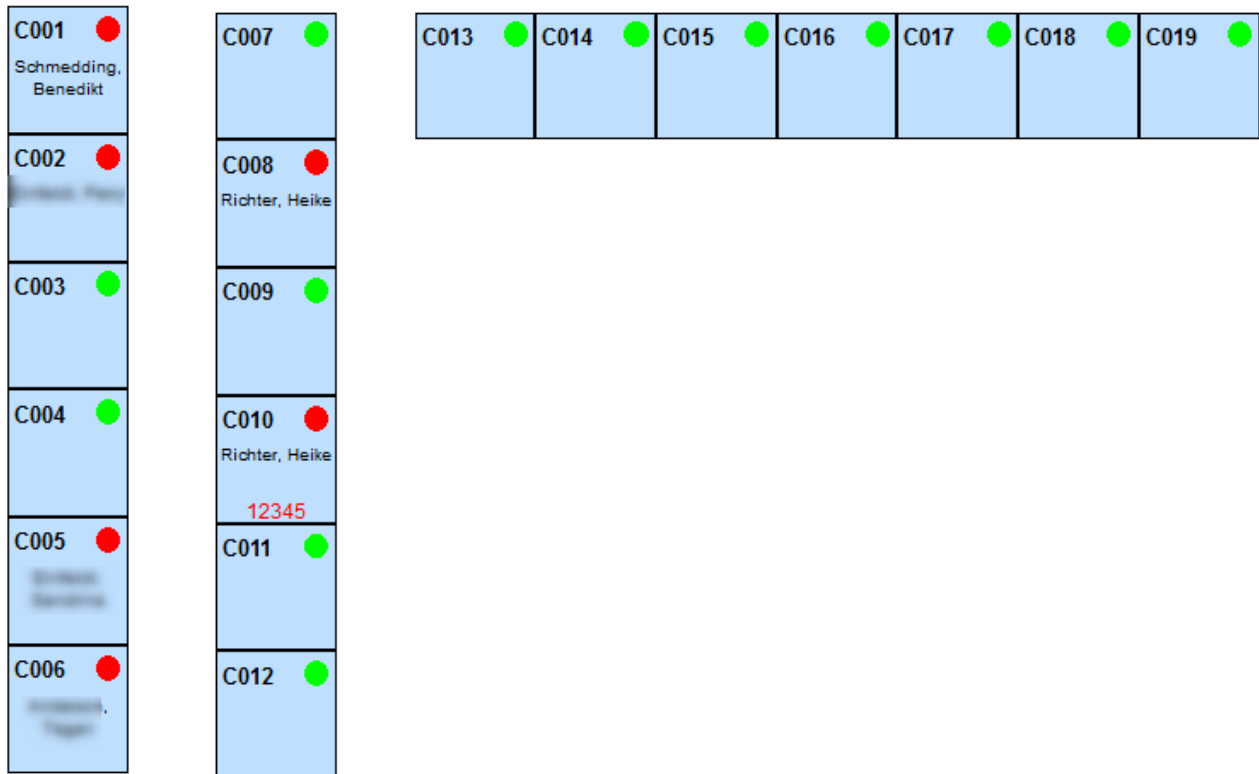 C001
Schmedding,
Benedikt
C002
C003
C004
C005
C006
C007
C008
Richter, Heike
C009
C010
Richter, Heike
12345
C011
C012
C013 C014 C015 C016 C017 C018 C019